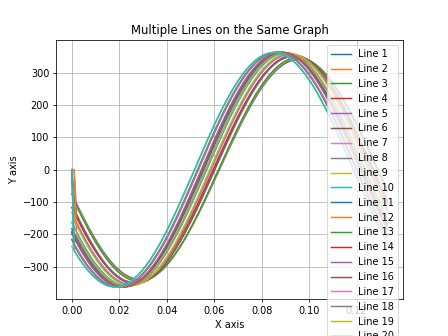 Multiple Lines on the Same Graph
300
200
100
0
−100
−200
−300
Y axis
0.00
0.02
0.04
0.06
0.08
0.10
X axis
Line 1
Line 2
Line 3
Line 4
Line 5
Line 6
Line 7
Line 8
Line 9
Line 10
Line 11
Line 12
Line 13
Line 14
Line 15
Line 16
Line 17
Line 18
Line 19
Line 20